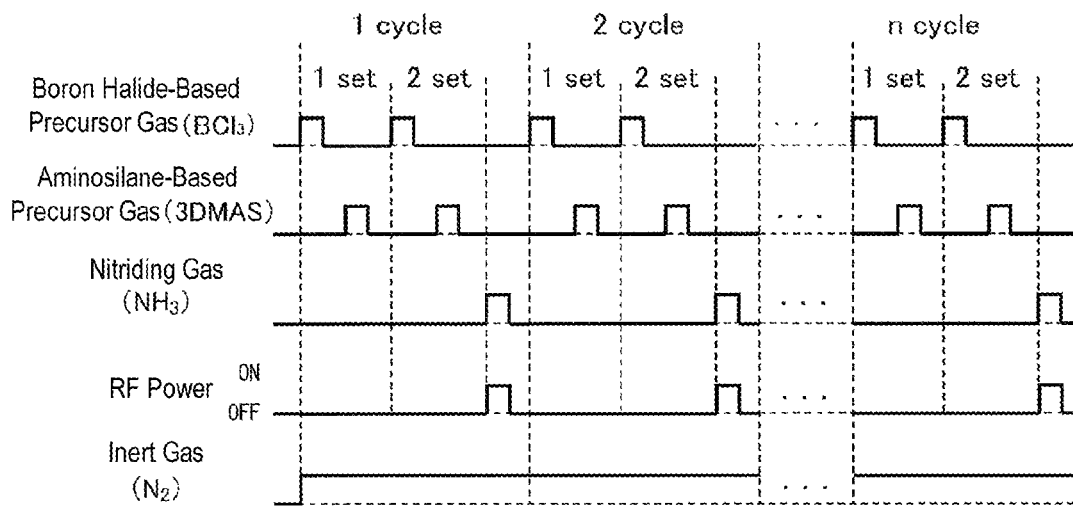 1 cycle 2 cycle n cycle
1 set 2 set 1 set 2 set 1 set 2 set
Boron Halide-Based
Precursor Gas (BCl₃)
. . .
Aminosilane-Based
Precursor Gas (3DMAS)
. . .
Nitriding Gas
(NH₃)
. . .
ON
RF Power
OFF
. . .
Inert Gas
(N₂)
. . .